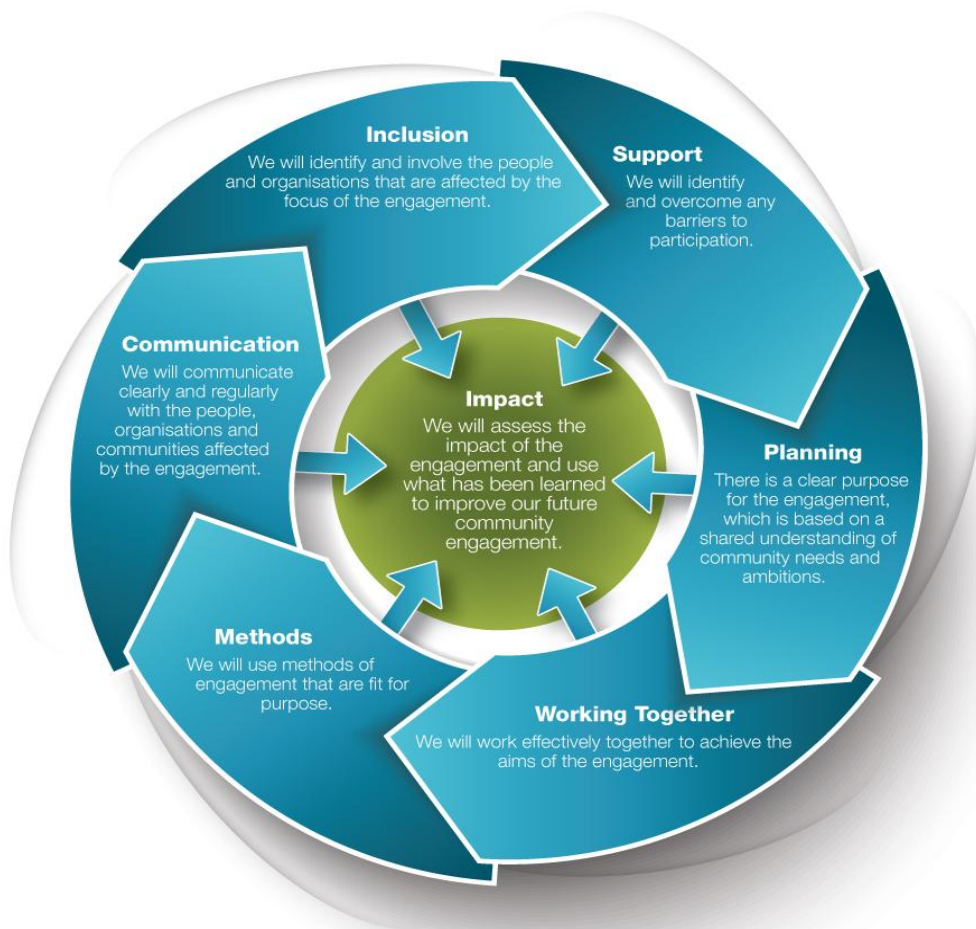 Inclusion
We will identify and involve the people
and organisations that are affected by the
focus of the engagement.
Support
We will identify
and overcome any
barriers to
participation.
Planning
There is a clear purpose
for the engagement,
which is based on a
shared understanding of
community needs and
ambitions.
Working Together
We will work effectively together to achieve the
aims of the engagement.
Methods
We will use methods of
engagement that are fit for
purpose.
Communication
We will communicate
clearly and regularly
with the people,
organisations and
communities affected
by the engagement.
Impact
We will assess the
impact of the
engagement and use
what has been learned
to improve our future
community
engagement.